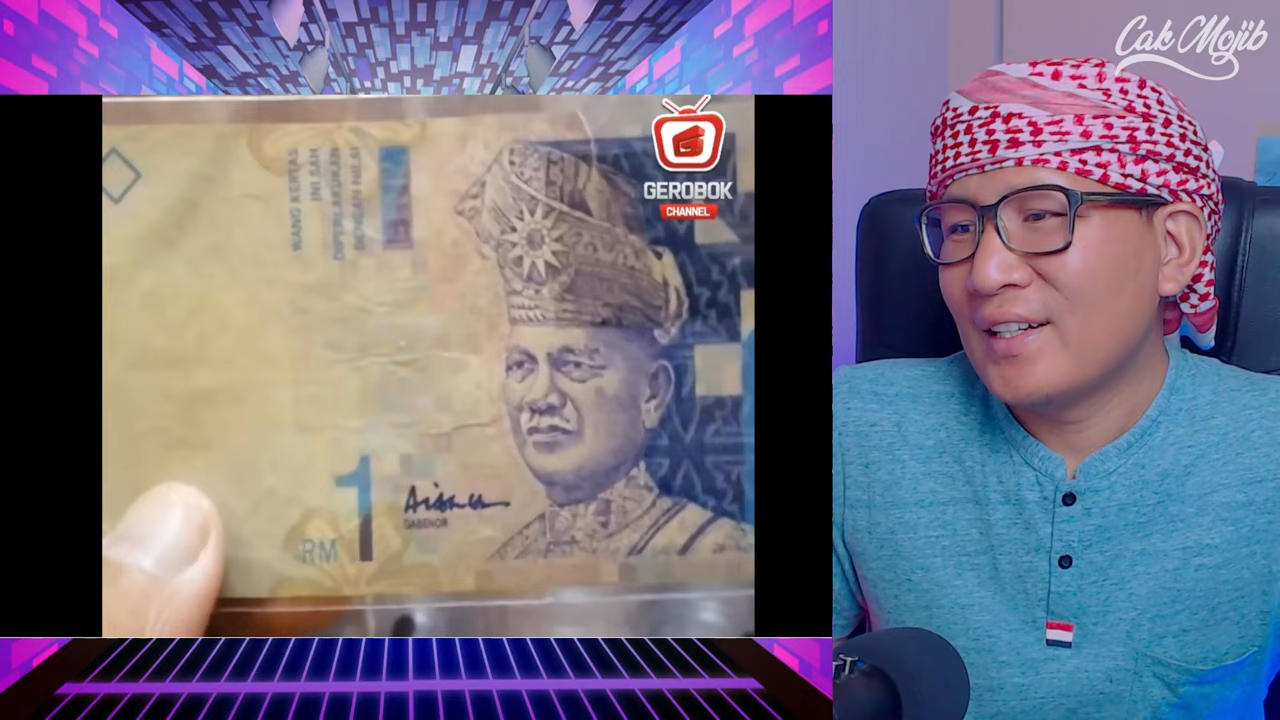 Cak Mojib
GEROBOK
CHANNEL
WANG KERTAS
INI SAH
DIPERLAKUKAN
DENGAN NILAI
1
RM
GABENOR